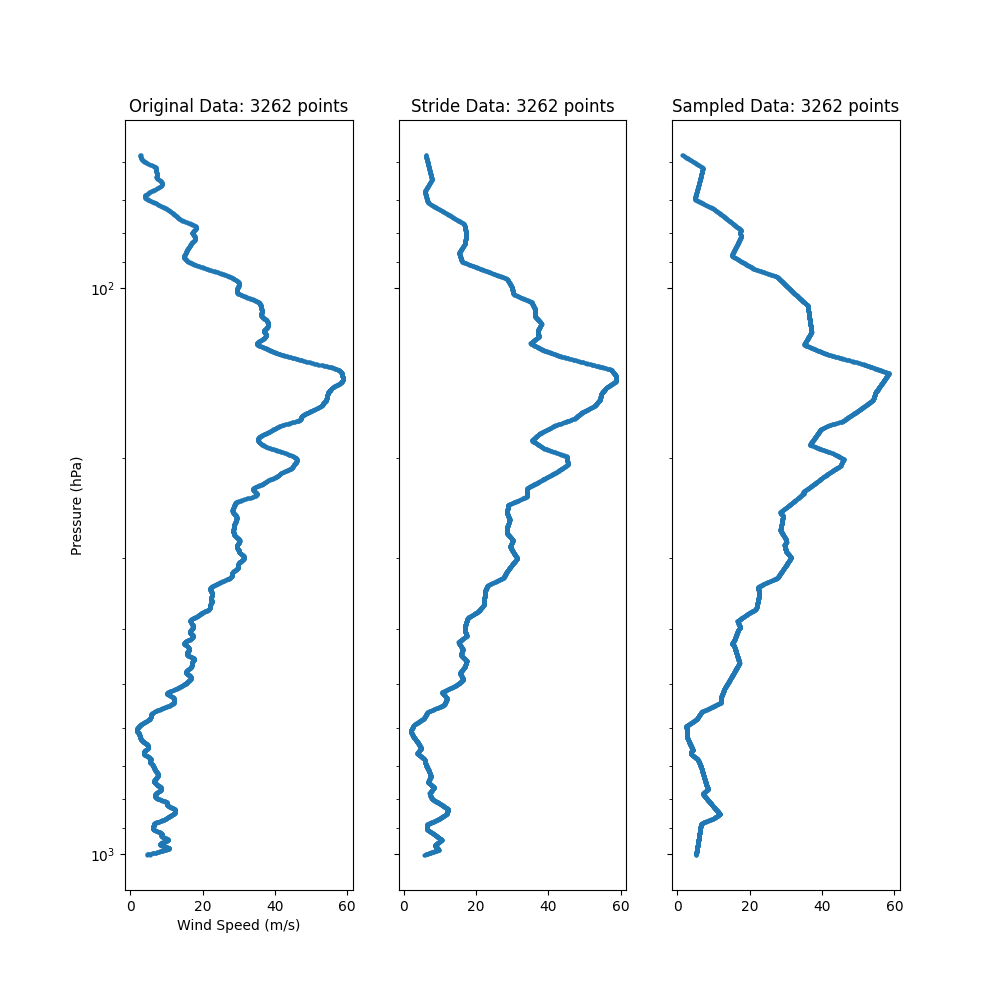 Original Data: 3262 points
Stride Data: 3262 points
Sampled Data: 3262 points
Pressure (hPa)
10²
10³
0 20 40 60
0 20 40 60
0 20 40 60
Wind Speed (m/s)